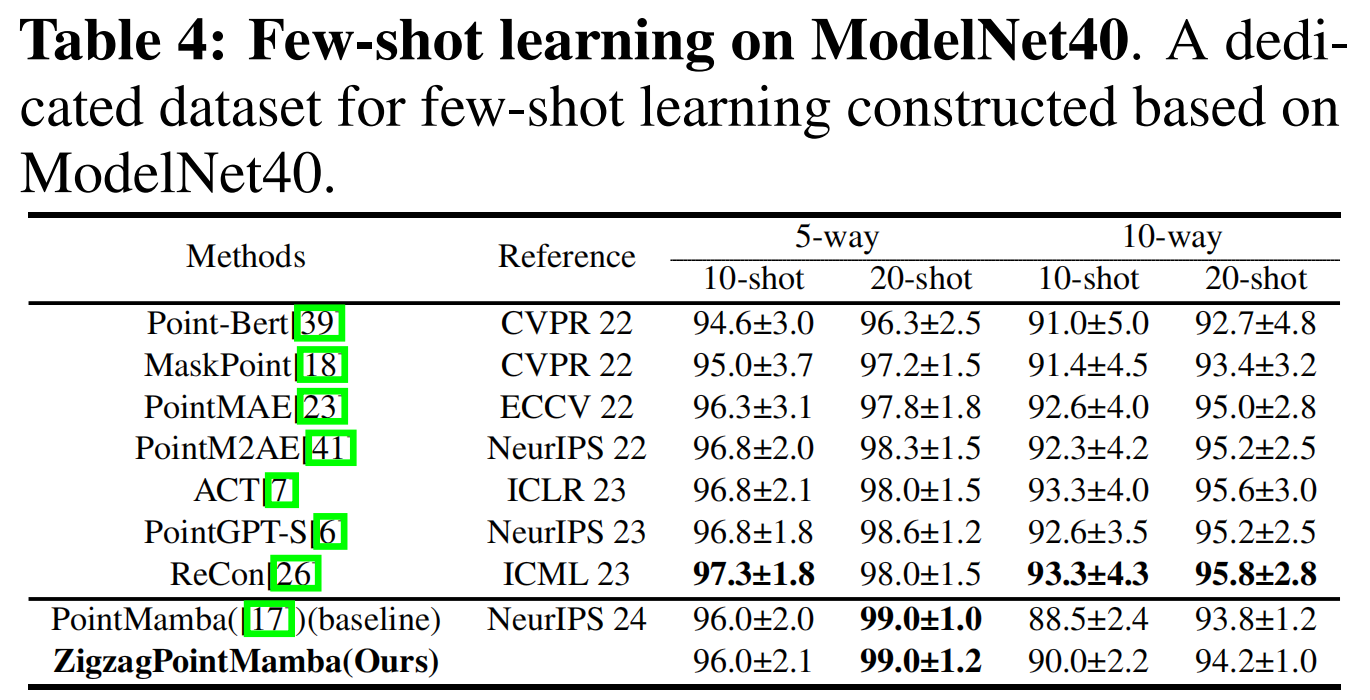 Table 4: Few-shot learning on ModelNet40. A dedi-
cated dataset for few-shot learning constructed based on
ModelNet40.
Methods Reference 5-way 10-way
10-shot 20-shot 10-shot 20-shot
Point-Bert[39] CVPR 22 94.6±3.0 96.3±2.5 91.0±5.0 92.7±4.8
MaskPoint[18] CVPR 22 95.0±3.7 97.2±1.5 91.4±4.5 93.4±3.2
PointMAE[23] ECCV 22 96.3±3.1 97.8±1.8 92.6±4.0 95.0±2.8
PointM2AE[41] NeurIPS 22 96.8±2.0 98.3±1.5 92.3±4.2 95.2±2.5
ACT[7] ICLR 23 96.8±2.1 98.0±1.5 93.3±4.0 95.6±3.0
PointGPT-S[6] NeurIPS 23 96.8±1.8 98.6±1.2 92.6±3.5 95.2±2.5
ReCon[26] ICML 23 97.3±1.8 98.0±1.5 93.3±4.3 95.8±2.8
PointMamba([17])(baseline) NeurIPS 24 96.0±2.0 99.0±1.0 88.5±2.4 93.8±1.2
ZigzagPointMamba(Ours) 96.0±2.1 99.0±1.2 90.0±2.2 94.2±1.0